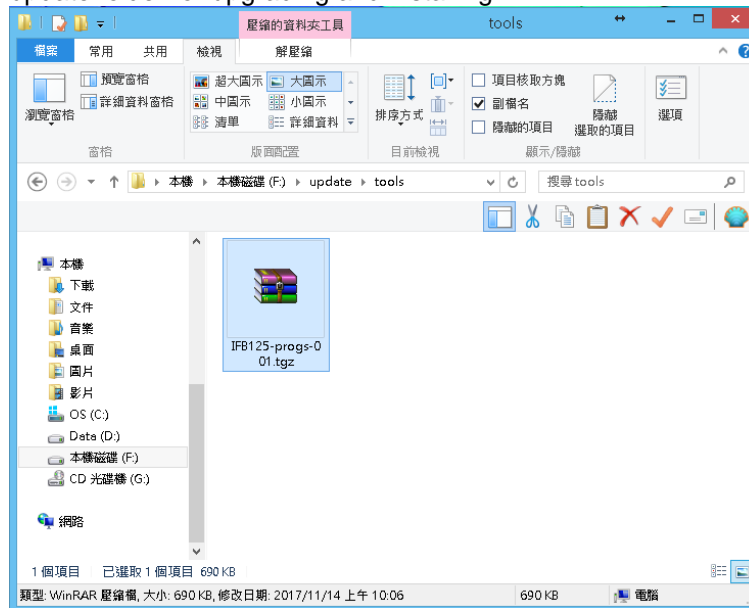 壓縮的資料夾工具
tools
檔案 常用 共用 檢視 解壓縮
預覽窗格
詳細資料窗格
瀏覽窗格
超大圖示 大圖示
中圖示 小圖示
清單 詳細資料
排序方式
項目核取方塊
副檔名
隱藏的項目
隱藏
選取的項目
選項
窗格 版面配置 目前檢視 顯示/隱藏
本機 本機磁碟 (F:) update tools
搜尋 tools
本機
下載
文件
音樂
桌面
圖片
影片
OS (C:)
Data (D:)
本機磁碟 (F:)
CD 光碟機 (G:)
網路
IFB125-progs-0
01.tgz
1 個項目 已選取 1 個項目 690 KB
類型: WinRAR 壓縮檔, 大小: 690 KB, 修改日期: 2017/11/14 上午 10:06 690 KB 電腦